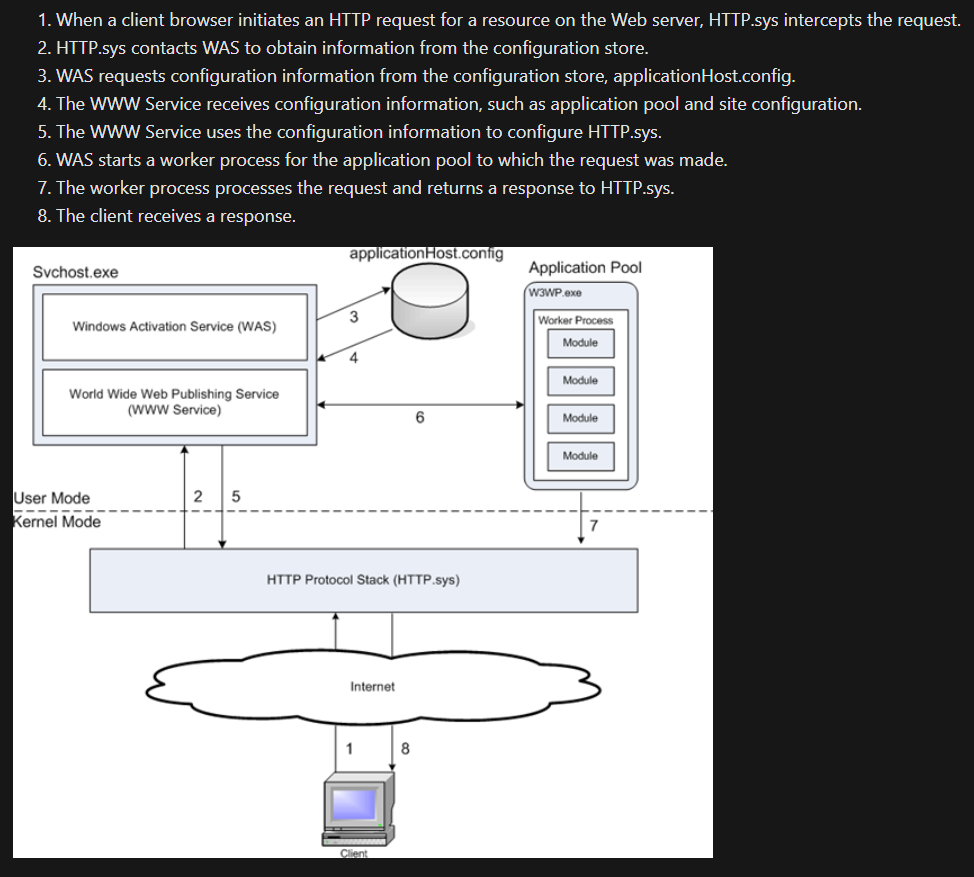 1. When a client browser initiates an HTTP request for a resource on the Web server, HTTP.sys intercepts the request.
2. HTTP.sys contacts WAS to obtain information from the configuration store.
3. WAS requests configuration information from the configuration store, applicationHost.config.
4. The WWW Service receives configuration information, such as application pool and site configuration.
5. The WWW Service uses the configuration information to configure HTTP.sys.
6. WAS starts a worker process for the application pool to which the request was made.
7. The worker process processes the request and returns a response to HTTP.sys.
8. The client receives a response.
applicationHost.config
Svchost.exe
Application Pool
W3WP.exe
Windows Activation Service (WAS)
3
Worker Process
Module
4
Module
World Wide Web Publishing Service
(WWW Service)
6
Module
Module
User Mode
2
5
Kernel Mode
7
HTTP Protocol Stack (HTTP.sys)
Internet
1
8
Client